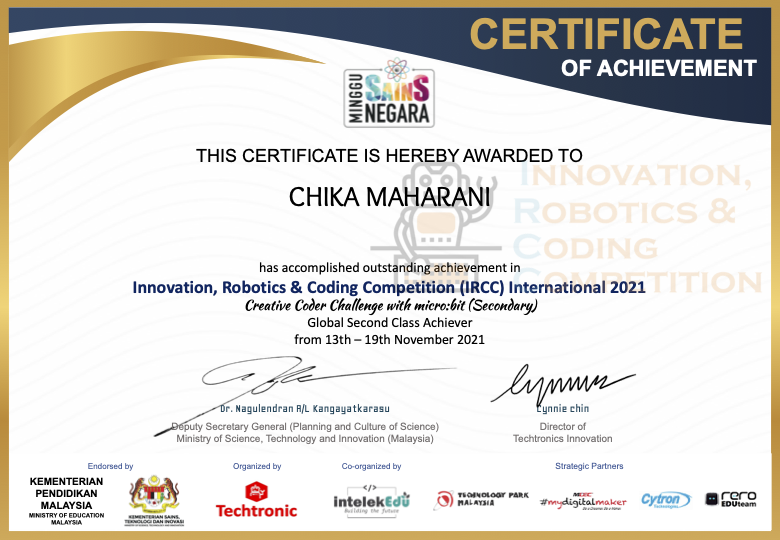 CERTIFICATE
OF ACHIEVEMENT
MINGGU
SAINS
NEGARA
THIS CERTIFICATE IS HEREBY AWARDED TO
CHIKA MAHARANI
INNOVATION,
ROBOTICS &
CODING
COMPETITION
has accomplished outstanding achievement in
Innovation, Robotics & Coding Competition (IRCC) International 2021
Creative Coder Challenge with micro:bit (Secondary)
Global Second Class Achiever
from 13th – 19th November 2021
Dr. Nagulendran A/L Kangayatkarasu
Deputy Secretary General (Planning and Culture of Science)
Ministry of Science, Technology and Innovation (Malaysia)
Lynnie chin
Director of
Techtronics Innovation
Endorsed by
KEMENTERIAN
PENDIDIKAN
MALAYSIA
MINISTRY OF EDUCATION
MALAYSIA
KEMENTERIAN SAINS,
TEKNOLOGI DAN INOVASI
Organized by
Techtronic
Co-organized by
</>
intelekEdu
Building the future
Strategic Partners
TECHNOLOGY PARK
MALAYSIA
MDEC
#mydigitalmaker
Cytron
Technologies
rero
EDUteam